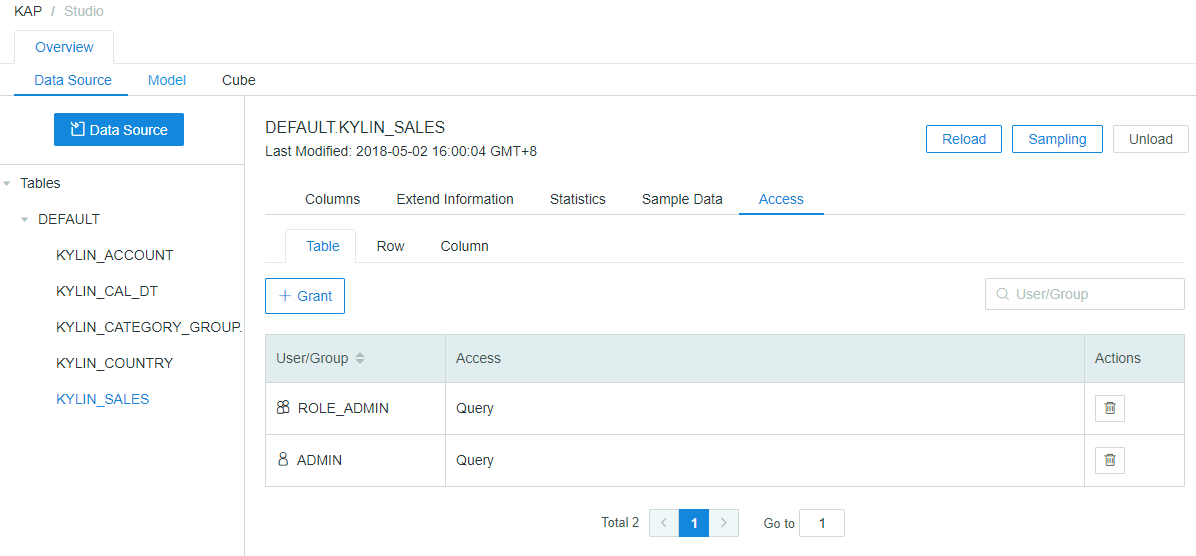 KAP / Studio
Overview
Data Source Model Cube
Data Source
Tables
DEFAULT
KYLIN_ACCOUNT
KYLIN_CAL_DT
KYLIN_CATEGORY_GROUP.
KYLIN_COUNTRY
KYLIN_SALES
DEFAULT.KYLIN_SALES
Last Modified: 2018-05-02 16:00:04 GMT+8
Reload Sampling Unload
Columns Extend Information Statistics Sample Data Access
Table Row Column
+ Grant
User/Group
User/Group Access Actions
ROLE_ADMIN Query
ADMIN Query
Total 2 < 1 > Go to 1